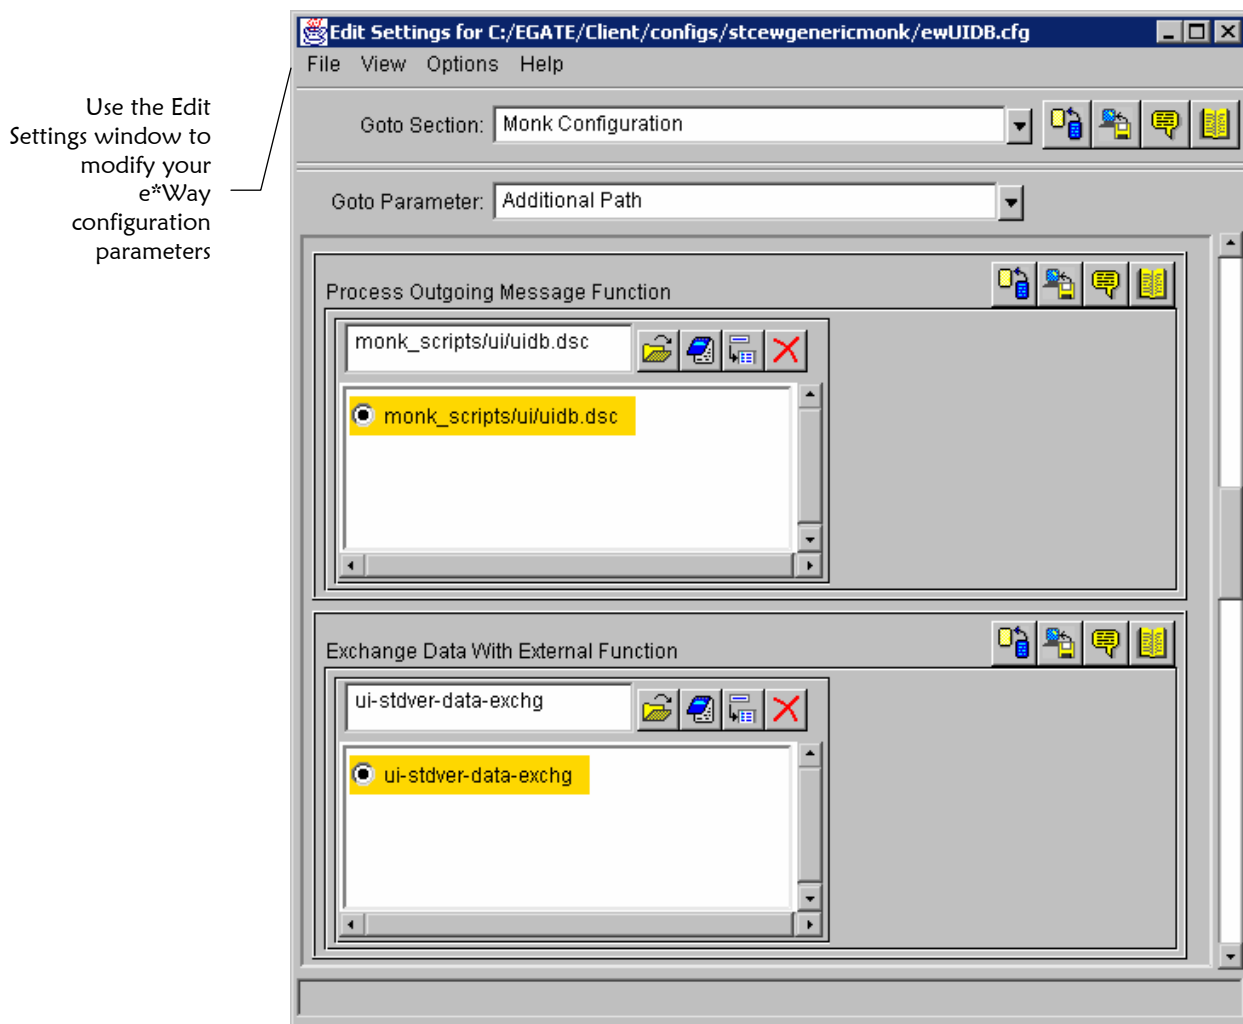 Edit Settings for C:/EGATE/Client/configs/stcewgenericmonk/ewUIDB.cfg
File View Options Help
Use the Edit
Settings window to
modify your
e*Way
configuration
parameters
Goto Section: Monk Configuration
Goto Parameter: Additional Path
Process Outgoing Message Function
monk_scripts/ui/uidb.dsc
monk_scripts/ui/uidb.dsc
Exchange Data With External Function
ui-stdver-data-exchg
ui-stdver-data-exchg